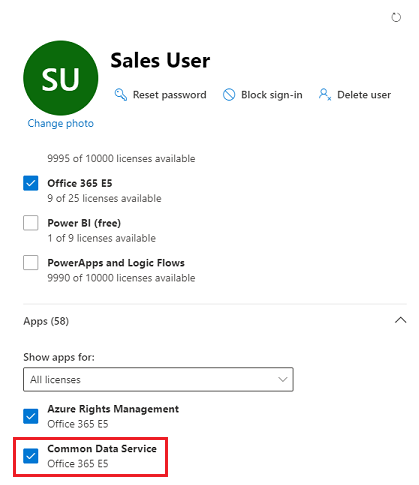 SU
Sales User
Reset password
Block sign-in
Delete user
Change photo
9995 of 10000 licenses available
Office 365 E5
9 of 25 licenses available
Power BI (free)
1 of 9 licenses available
PowerApps and Logic Flows
9990 of 10000 licenses available
Apps (58)
Show apps for:
All licenses
Azure Rights Management
Office 365 E5
Common Data Service
Office 365 E5